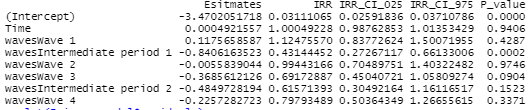 Esitmates IRR IRR_CI_025 IRR_CI_975 P_value
(Intercept) -3.4702051718 0.03111065 0.02591836 0.03710786 0.0000
Time 0.0004921557 1.00049228 0.98762853 1.01353429 0.9406
wavesWave 1 0.1175658587 1.12475570 0.83772624 1.50071955 0.4287
wavesIntermediate period 1 -0.8406163523 0.43144452 0.27267117 0.66133006 0.0002
wavesWave 2 -0.0055839044 0.99443166 0.70489751 1.40322482 0.9746
wavesWave 3 -0.3685612126 0.69172887 0.45040721 1.05809274 0.0904
wavesIntermediate period 2 -0.4849728194 0.61571393 0.30492164 1.16116517 0.1523
wavesWave 4 -0.2257282723 0.79793489 0.50364349 1.26655615 0.3371